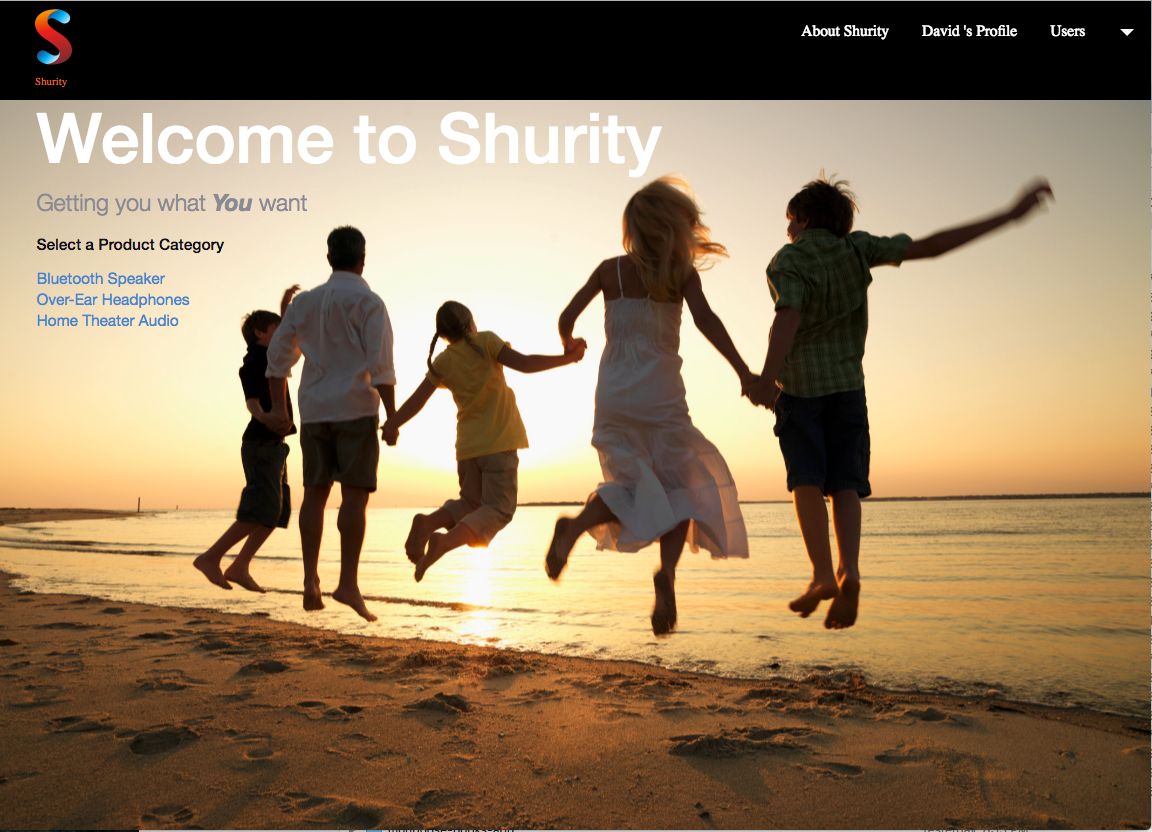 Shurity
About Shurity David 's Profile Users
Welcome to Shurity
Getting you what You want
Select a Product Category
Bluetooth Speaker
Over-Ear Headphones
Home Theater Audio